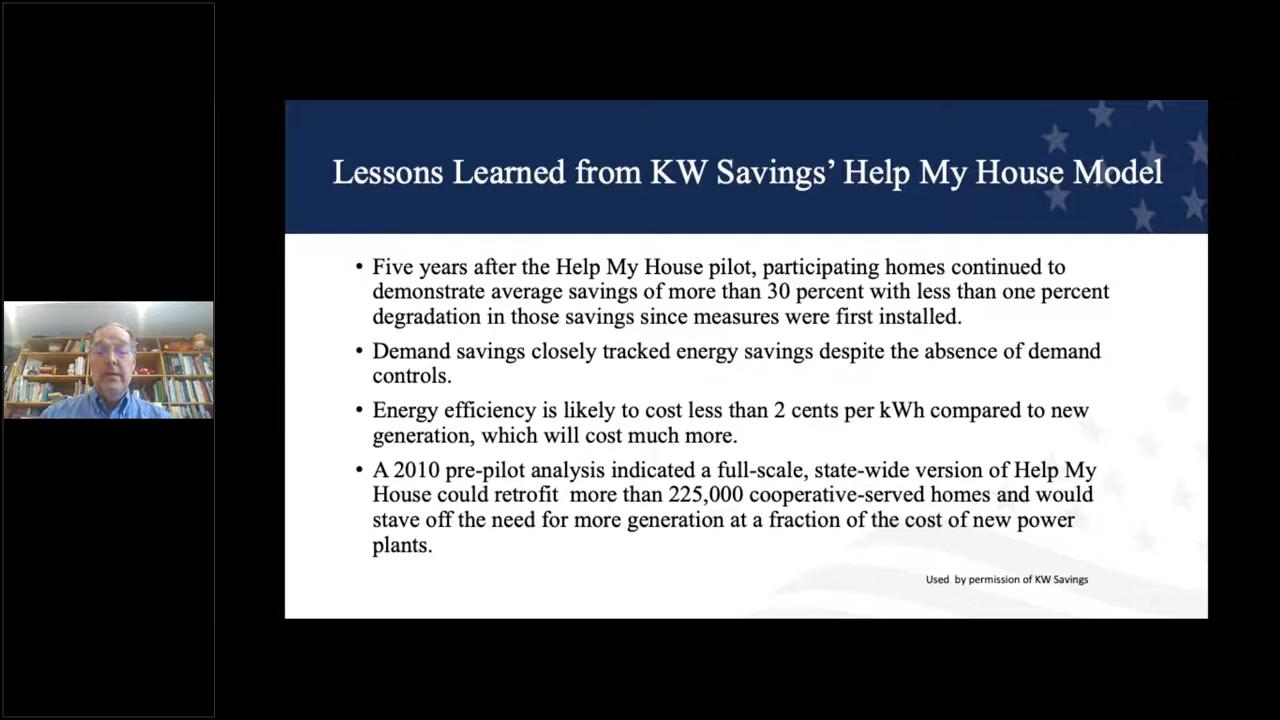 Lessons Learned from KW Savings’ Help My House Model
• Five years after the Help My House pilot, participating homes continued to
demonstrate average savings of more than 30 percent with less than one percent
degradation in those savings since measures were first installed.
• Demand savings closely tracked energy savings despite the absence of demand
controls.
• Energy efficiency is likely to cost less than 2 cents per kWh compared to new
generation, which will cost much more.
• A 2010 pre-pilot analysis indicated a full-scale, state-wide version of Help My
House could retrofit  more than 225,000 cooperative-served homes and would
stave off the need for more generation at a fraction of the cost of new power
plants.
Used  by permission of KW Savings